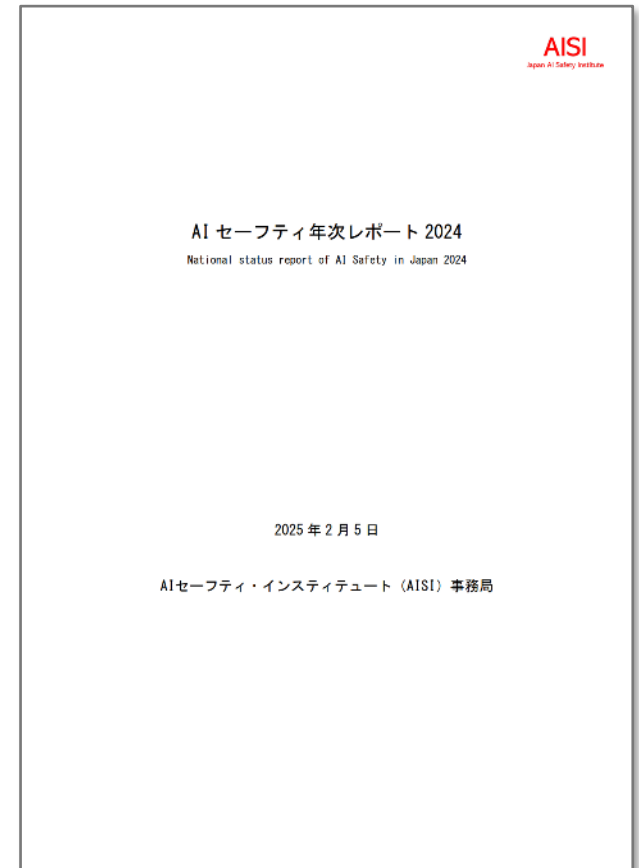 AISI
Japan AI Safety Institute
AI セーフティ年次レポート 2024
National status report of AI Safety in Japan 2024
2025 年 2 月 5 日
AIセーフティ・インスティテュート（AISI）事務局